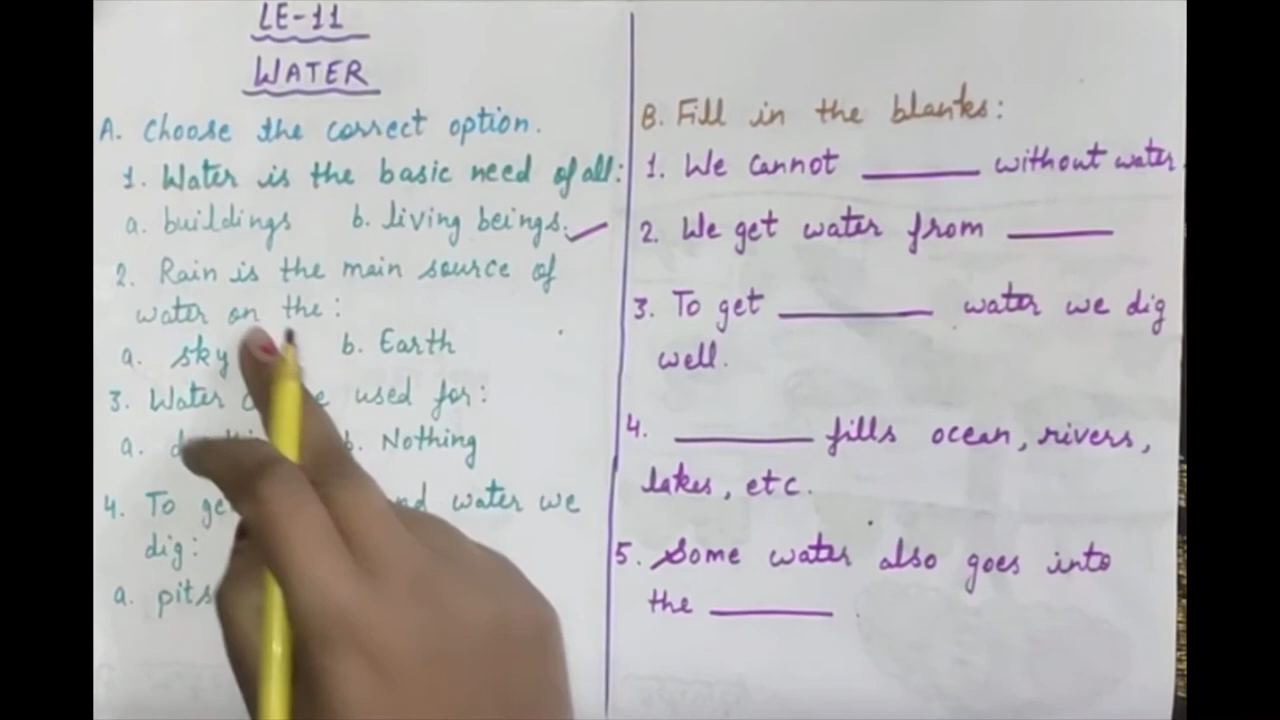 LE-11
WATER
A. Choose the correct option.
1. Water is the basic need of all:
a. buildings b. living beings.
2. Rain is the main source of
water on the:
a. sky b. Earth
3. Water used for:
a. b. Nothing
4. To water we
dig:
a. pits
B. Fill in the blanks:
1. We cannot ______ without water
2. We get water from ______
3. To get ______ water we dig
well.
4. ______ fills ocean, rivers,
lakes, etc.
5. Some water also goes into
the ______.